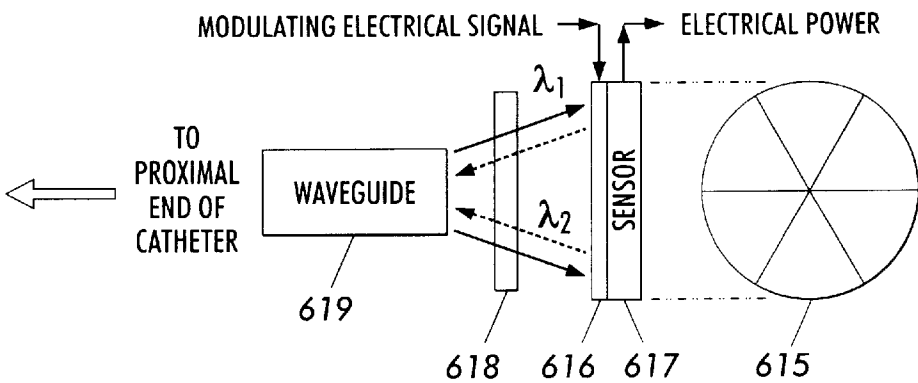 MODULATING ELECTRICAL SIGNAL
ELECTRICAL POWER
λ1
TO
PROXIMAL
END OF
CATHETER
WAVEGUIDE
λ2
SENSOR
619
618
616
617
615